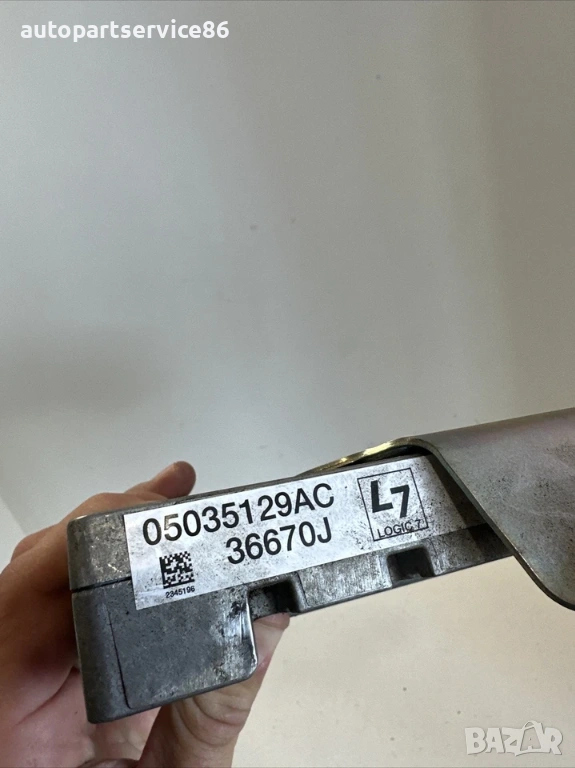 autopartservice86
05035129AC
36670J
2345196
L7
LOGIC 7
BAZAR